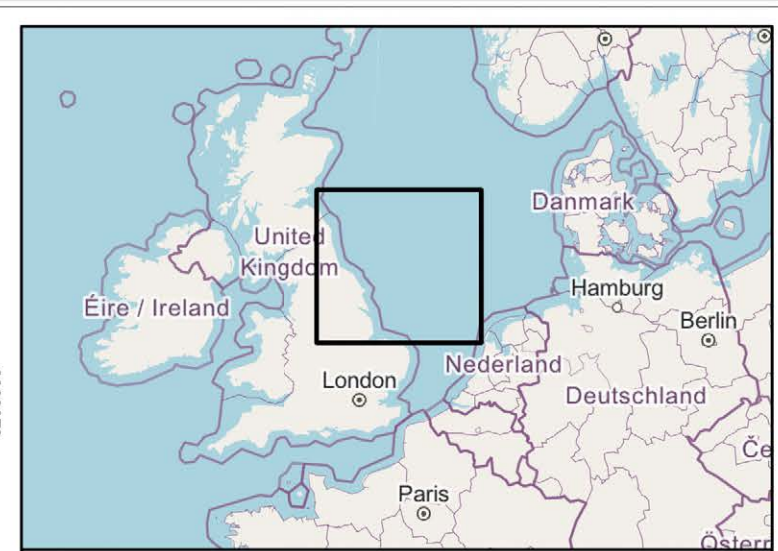 Danmark
United
Kingdom
Éire / Ireland
Hamburg
Berlin
Nederland
London
Deutschland
Paris